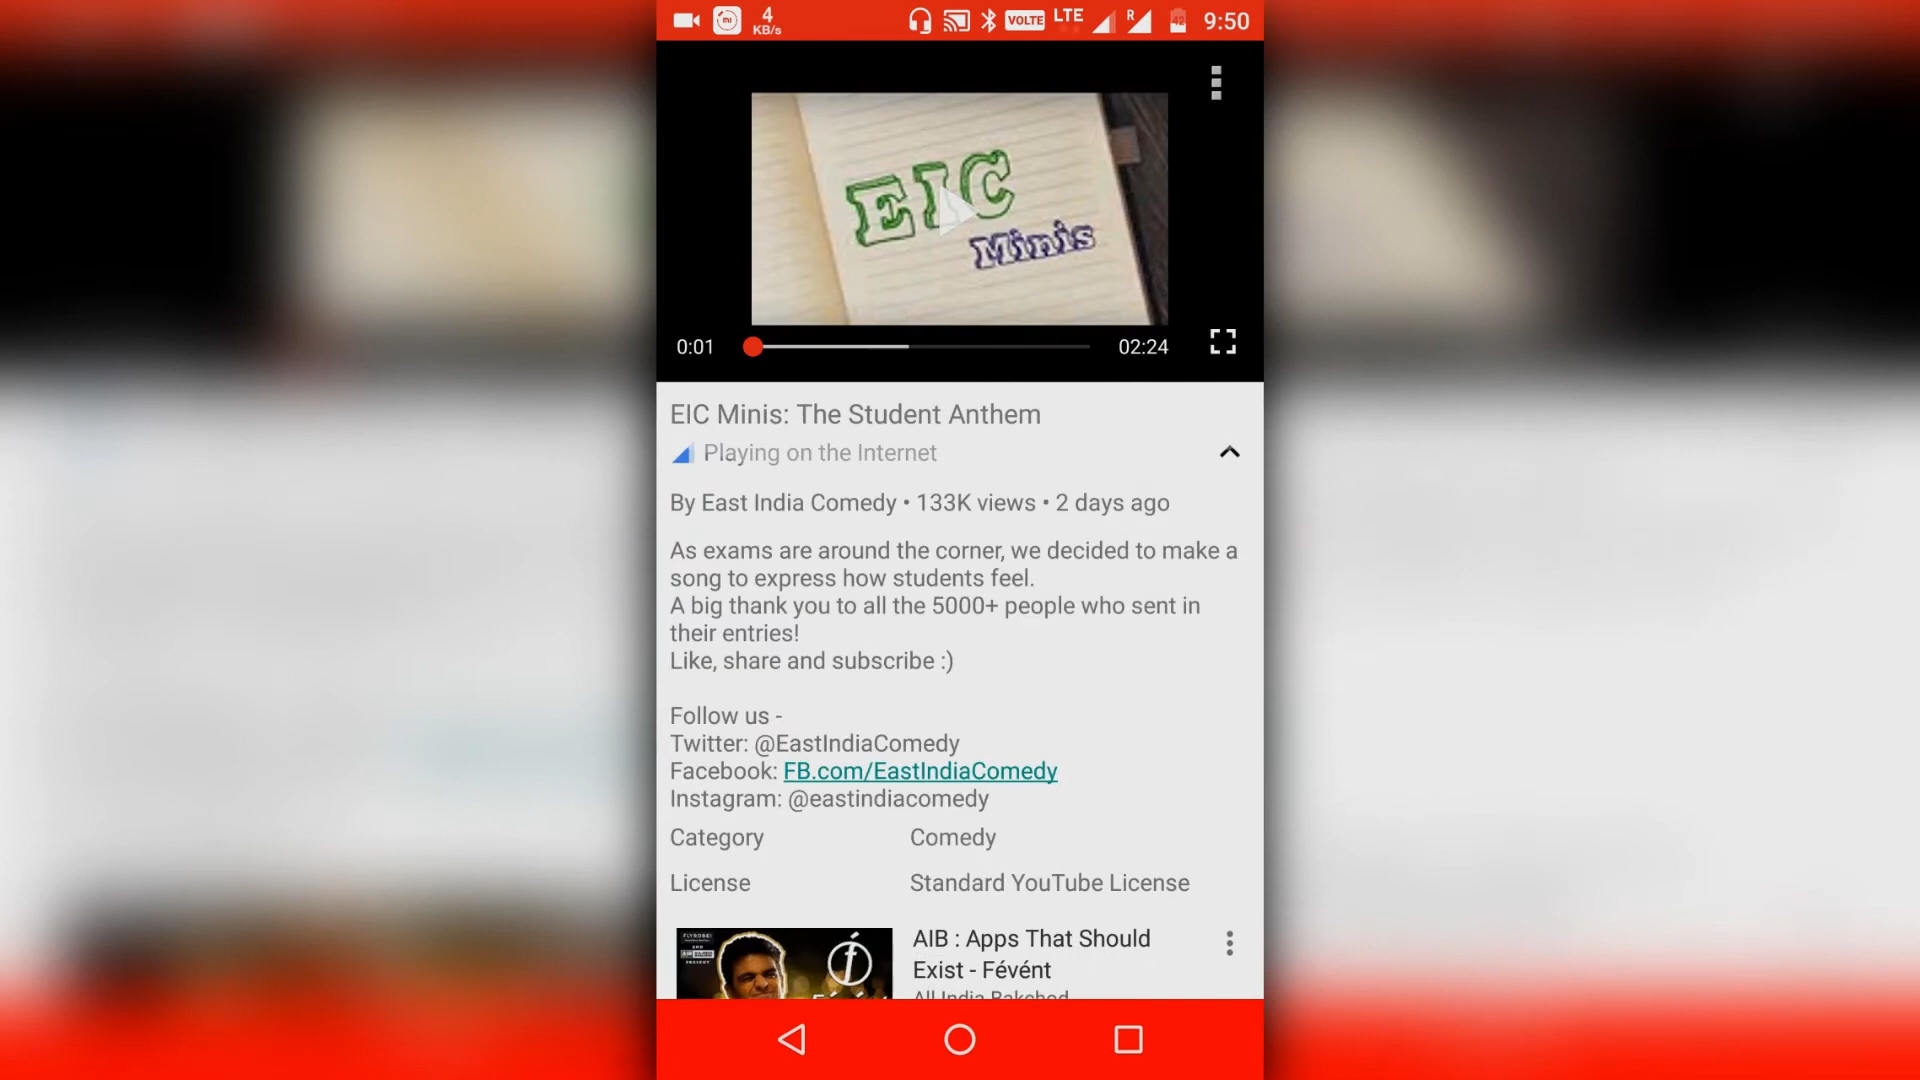 4
KB/s
VOLTE
LTE
R
42
9:50
EIC
Minis
0:01
02:24
EIC Minis: The Student Anthem
Playing on the Internet
By East India Comedy • 133K views • 2 days ago
As exams are around the corner, we decided to make a
song to express how students feel.
A big thank you to all the 5000+ people who sent in
their entries!
Like, share and subscribe :)
Follow us -
Twitter: @EastIndiaComedy
Facebook: FB.com/EastIndiaComedy
Instagram: @eastindiacomedy
Category Comedy
License Standard YouTube License
AIB : Apps That Should
Exist - Févént
All India Bakchod